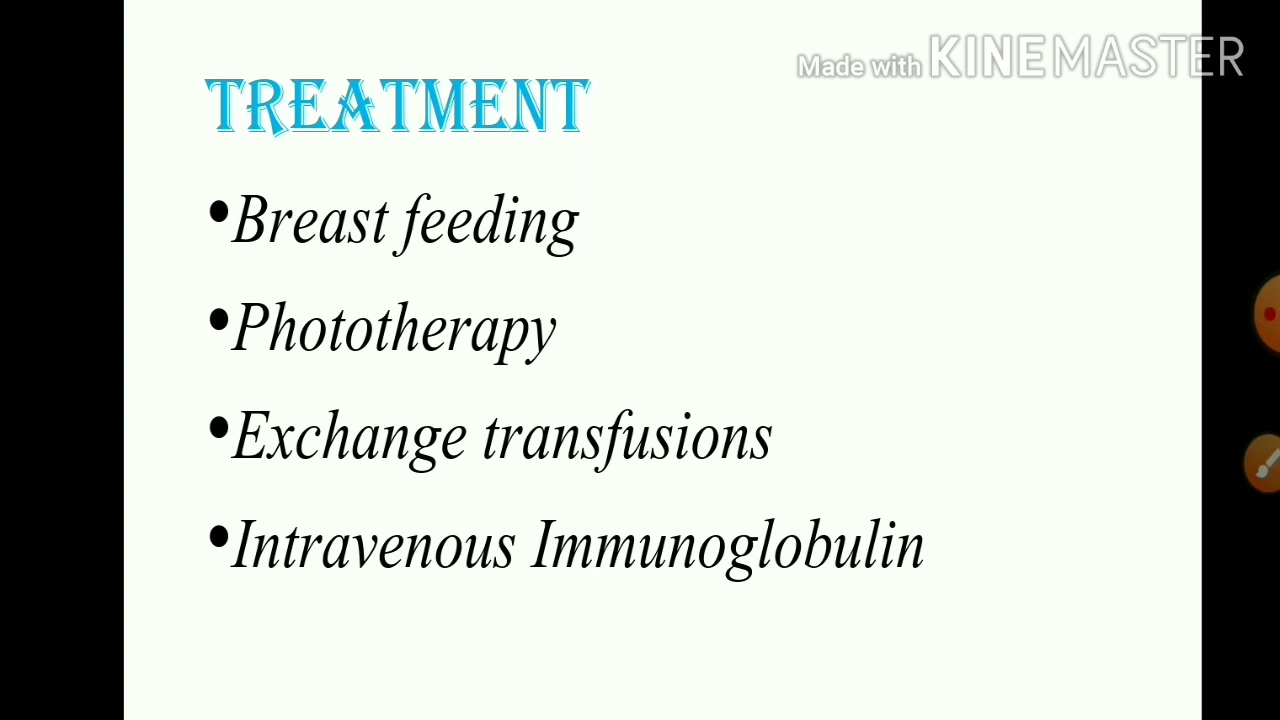 Made with KINEMASTER
TREATMENT
•Breast feeding
•Phototherapy
•Exchange transfusions
•Intravenous Immunoglobulin